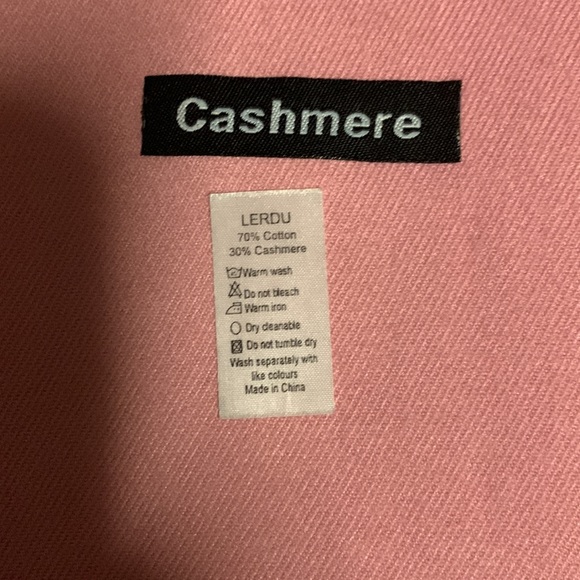 Cashmere
LERDU
70% Cotton
30% Cashmere
Warm wash
Do not bleach
Warm iron
Dry cleanable
Do not tumble dry
Wash separately with
like colours
Made in China